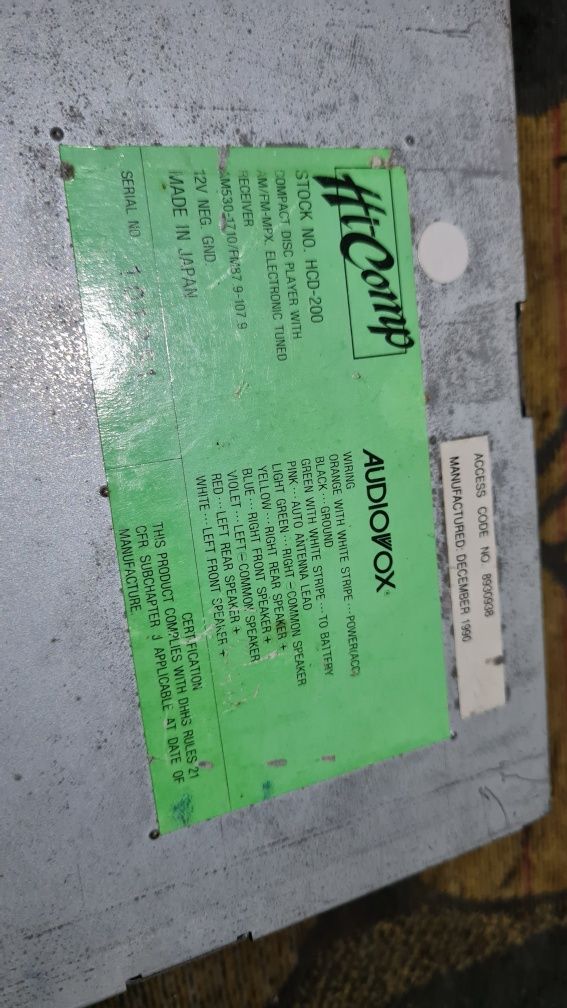 Hi-Comp
STOCK NO. HCD-200
COMPACT DISC PLAYER WITH
AM/FM-MPX. ELECTRONIC TUNED
RECEIVER
AM530-1710/FM87.9-107.9
12V NEG. GND.
MADE IN JAPAN
SERIAL NO.
AUDIOVOX
WIRING
ORANGE WITH WHITE STRIPE···POWER(ACC)
BLACK···GROUND
GREEN WITH WHITE STRIPE···TO BATTERY
PINK···AUTO ANTENNA LEAD
LIGHT GREEN···RIGHT-COMMON SPEAKER
YELLOW···RIGHT REAR SPEAKER+
BLUE···RIGHT FRONT SPEAKER+
VIOLET···LEFT-COMMON SPEAKER
RED···LEFT REAR SPEAKER+
WHITE···LEFT FRONT SPEAKER+
CERTIFICATION
THIS PRODUCT COMPLIES WITH DHHS RULES 21
CFR SUBCHAPTER J APPLICABLE AT DATE OF
MANUFACTURE
ACCESS CODE NO. 8930938
MANUFACTURED: DECEMBER 1990